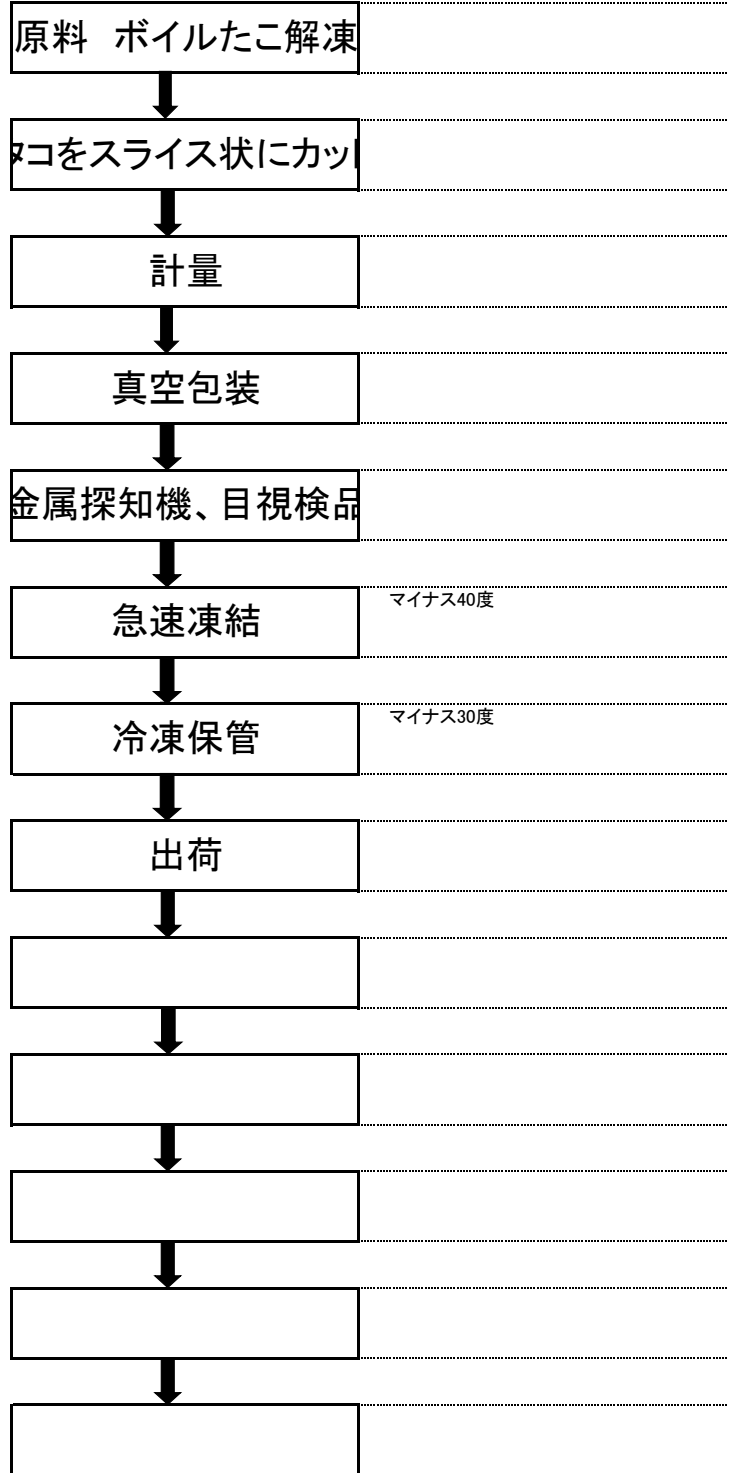 原料　ボイルたこ解凍
タコをスライス状にカット
計量
真空包装
金属探知機、目視検品
急速凍結
マイナス40度
冷凍保管
マイナス30度
出荷